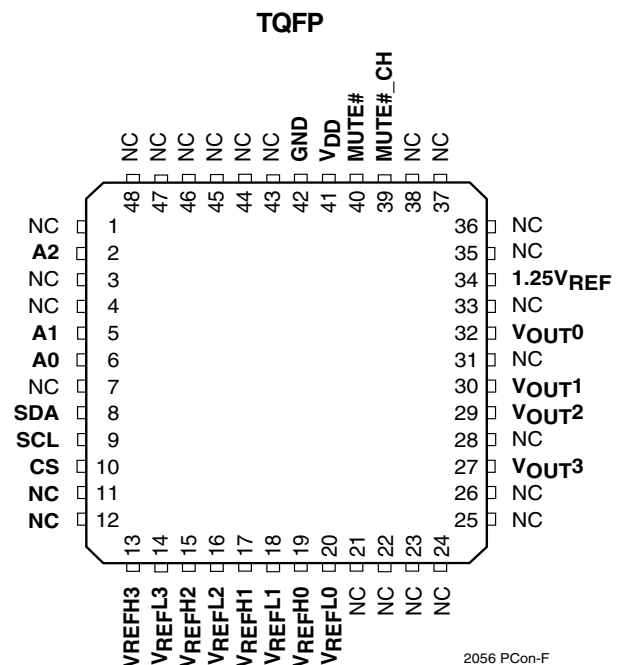 TQFP
NC NC NC NC NC NC GND VDD MUTE# MUTE#_CH NC NC
48 47 46 45 44 43 42 41 40 39 38 37
NC 1 36 NC
A2 2 35 NC
NC 3 34 1.25VREF
NC 4 33 NC
A1 5 32 VOUT0
A0 6 31 NC
NC 7 30 VOUT1
SDA 8 29 VOUT2
SCL 9 28 NC
CS 10 27 VOUT3
NC 11 26 NC
NC 12 25 NC
13 14 15 16 17 18 19 20 21 22 23 24
VREFH3 VREFL3 VREFH2 VREFL2 VREFH1 VREFL1 VREFH0 VREFL0 NC NC NC NC
2056 PCon-F